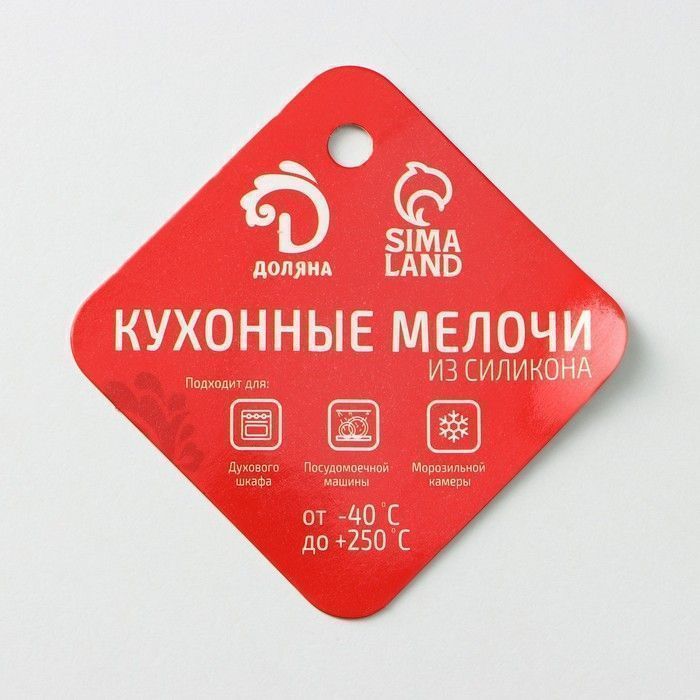 ДОЛЯНА
SIMA
LAND
КУХОННЫЕ МЕЛОЧИ
ИЗ СИЛИКОНА
Подходит для:
Духового
шкафа
Посудомоечной
машины
Морозильной
камеры
от -40 °C
до +250 °C